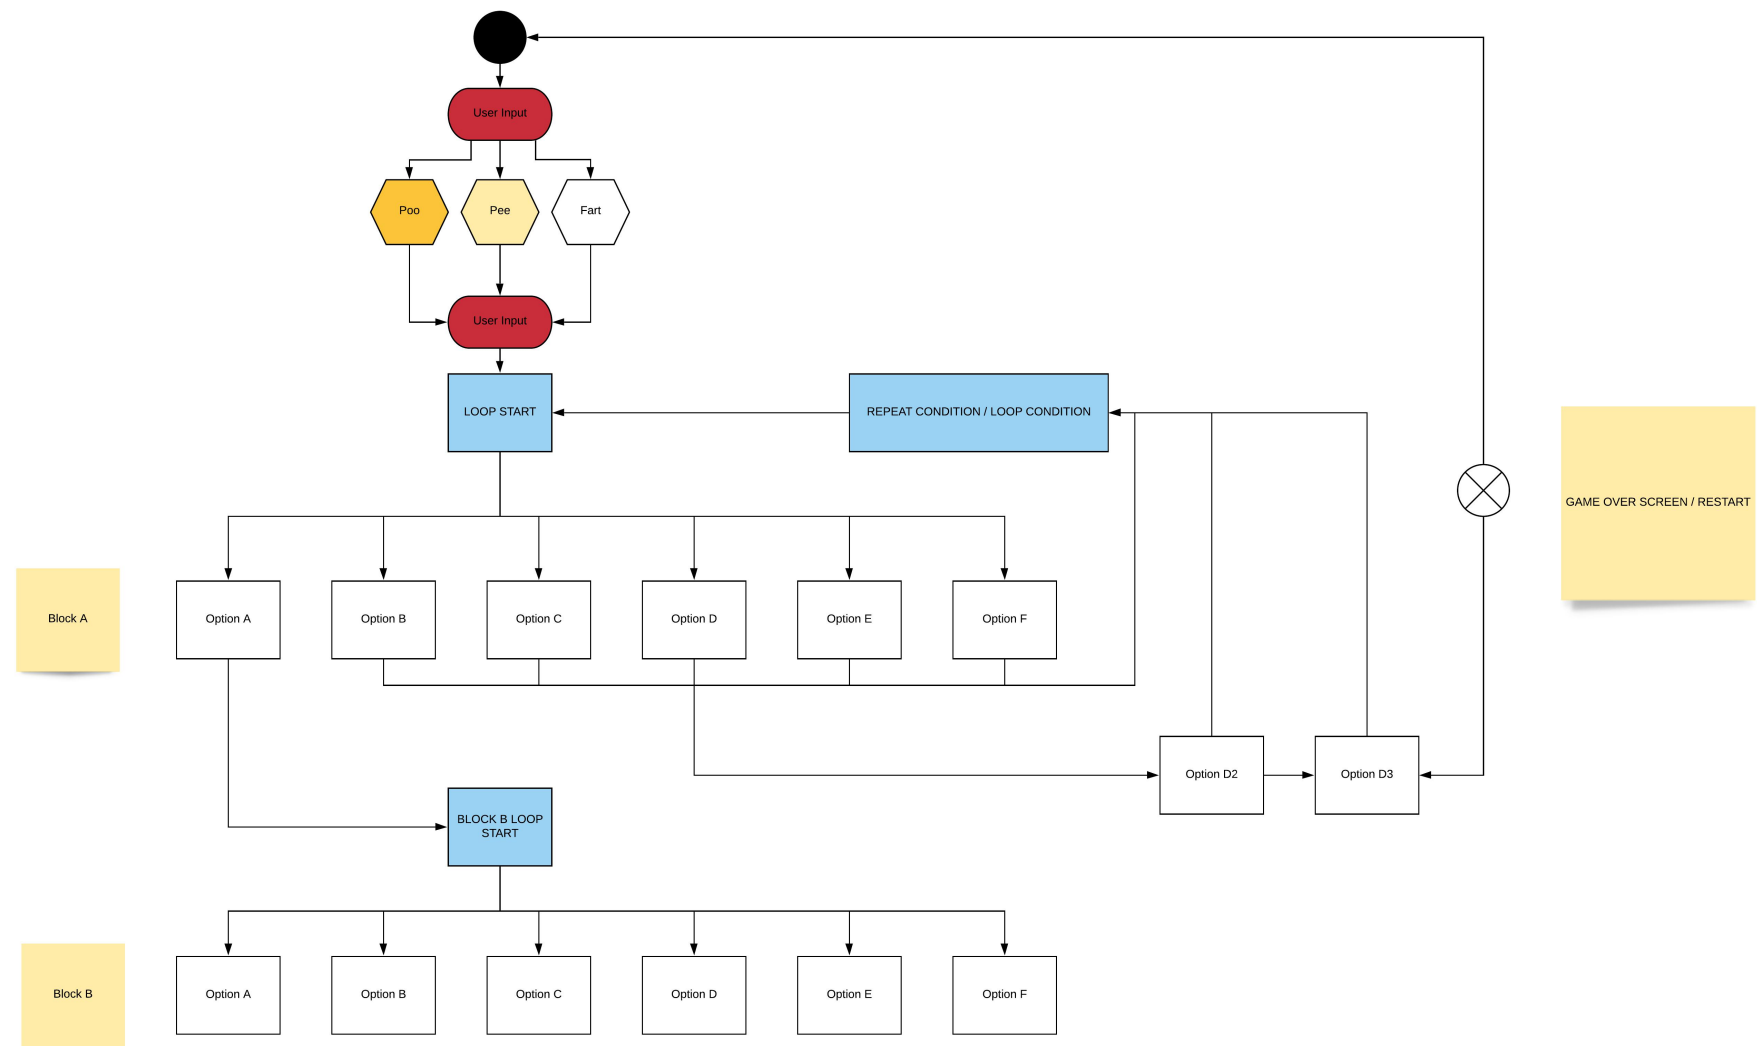 User Input
Poo
Pee
Fart
User Input
LOOP START
REPEAT CONDITION / LOOP CONDITION
GAME OVER SCREEN / RESTART
Block A
Option A
Option B
Option C
Option D
Option E
Option F
Option D2
Option D3
BLOCK B LOOP
START
Block B
Option A
Option B
Option C
Option D
Option E
Option F